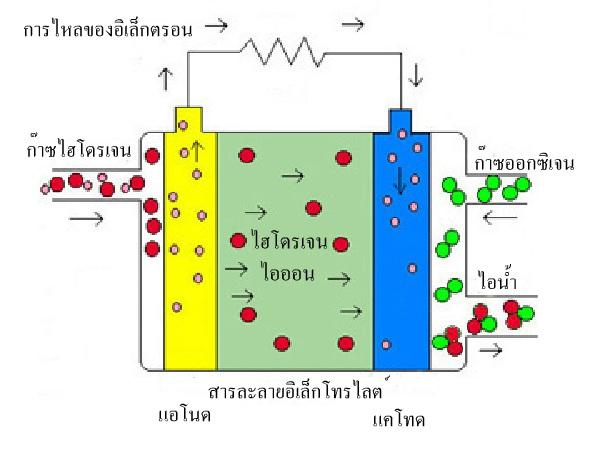 การไหลของอิเล็กตรอน
ก๊าซไฮโดรเจน
ก๊าซออกซิเจน
ไฮโดรเจน
ไอออน
ไอน้ำ
สารละลายอิเล็กโทรไลต์
แอโนด
แคโทด